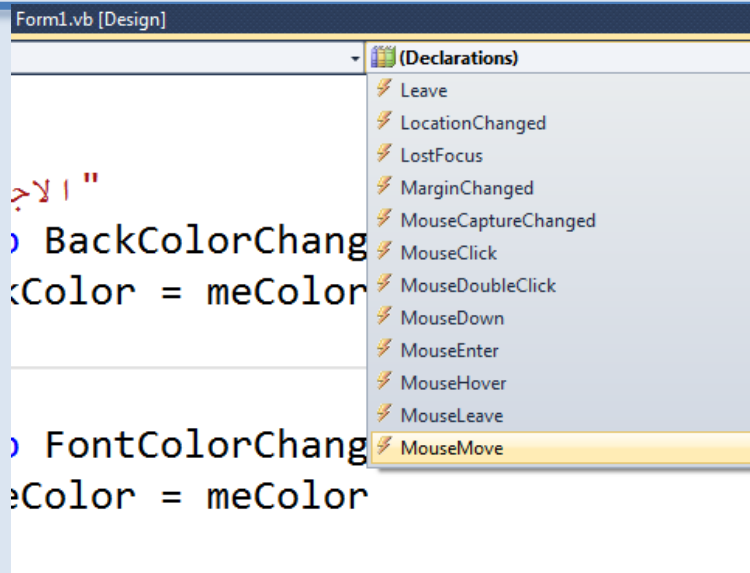 Form1.vb [Design]
(Declarations)
Leave
LocationChanged
LostFocus
MarginChanged
MouseCaptureChanged
MouseClick
MouseDoubleClick
MouseDown
MouseEnter
MouseHover
MouseLeave
MouseMove
"الاج
BackColorChang
kColor = meColor
FontColorChang
eColor = meColor